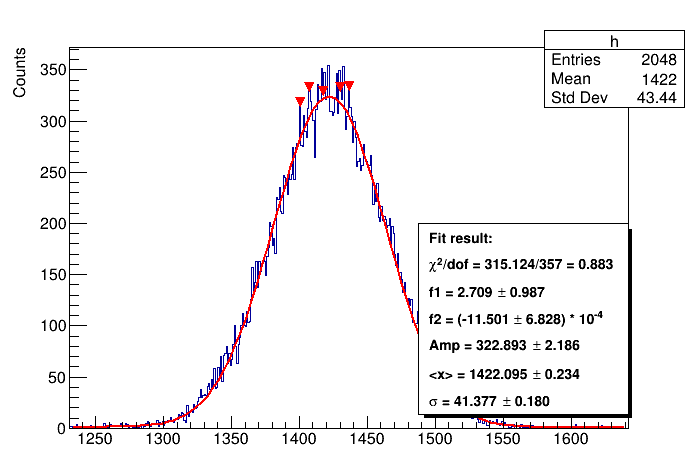 h
Entries 2048
Mean 1422
Std Dev 43.44
Counts
350
300
250
200
150
100
50
0
Fit result:
χ²/dof = 315.124/357 = 0.883
f1 = 2.709 ± 0.987
f2 = (-11.501 ± 6.828) * 10⁻⁴
Amp = 322.893 ± 2.186
<x> = 1422.095 ± 0.234
σ = 41.377 ± 0.180
1250 1300 1350 1400 1450 1500 1550 1600